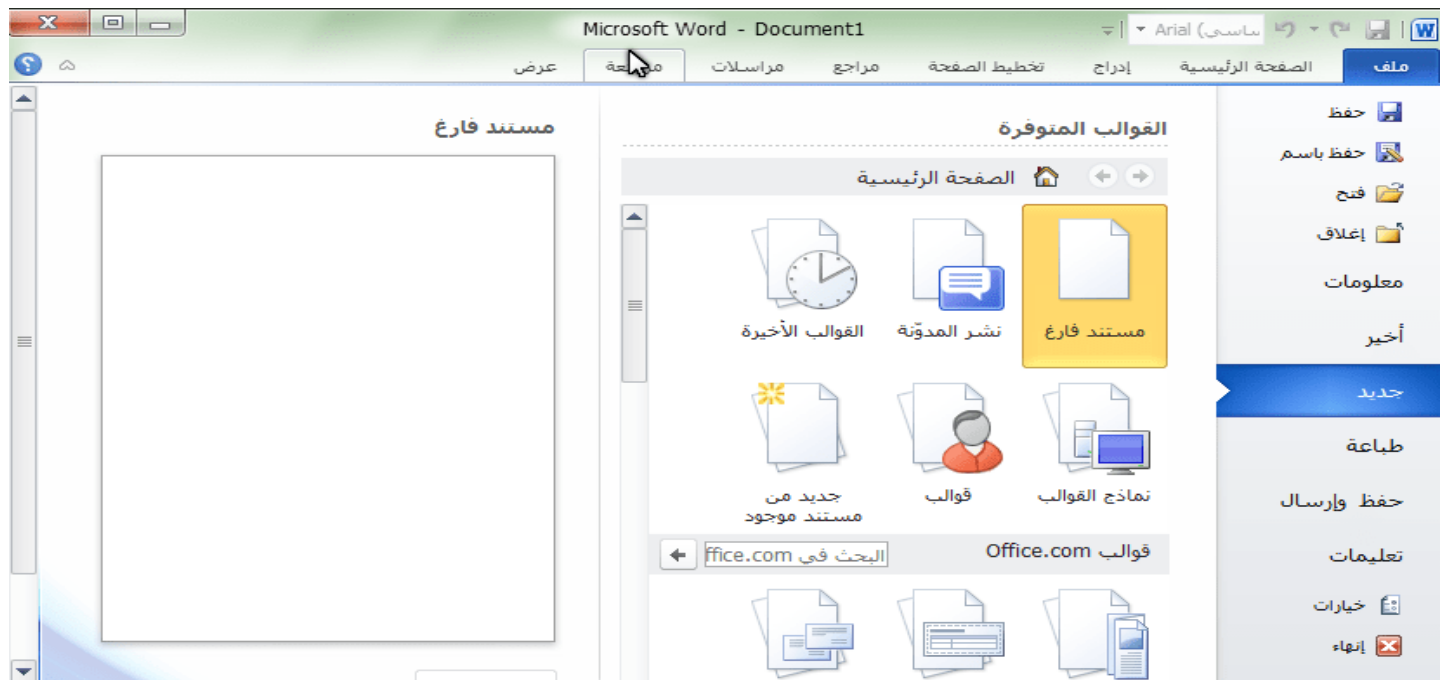 Microsoft Word - Document1
Arial (ساسي
ملف الصفحة الرئيسية إدراج تخطيط الصفحة مراجع مراسلات عرض
حفظ
حفظ باسم
فتح
إغلاق
معلومات
أخير
جديد
طباعة
حفظ وإرسال
تعليمات
خيارات
إنهاء
القوالب المتوفرة
الصفحة الرئيسية
مستند فارغ نشر المدوّنة القوالب الأخيرة
نماذج القوالب قوالب جديد من
مستند موجود
قوالب Office.com البحث في ffice.com
مستند فارغ